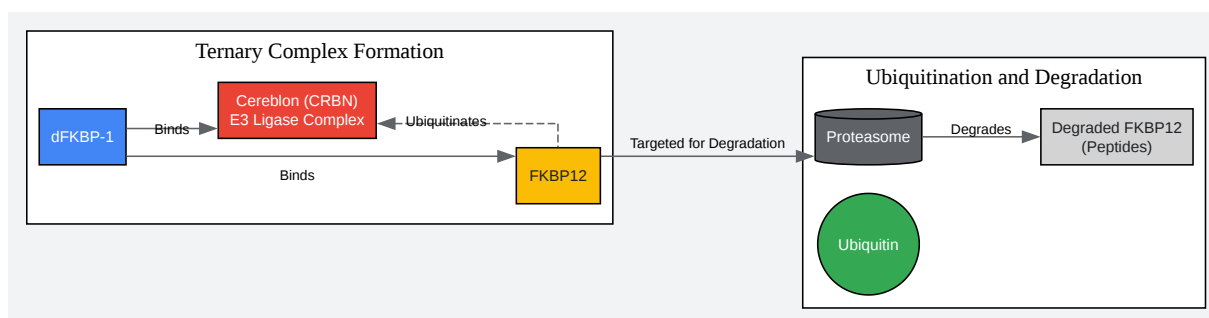 Ternary Complex Formation
dFKBP-1
Binds
Cereblon (CRBN)
E3 Ligase Complex
Ubiquitinates
Binds
FKBP12
Targeted for Degradation
Ubiquitination and Degradation
Proteasome
Degrades
Degraded FKBP12
(Peptides)
Ubiquitin